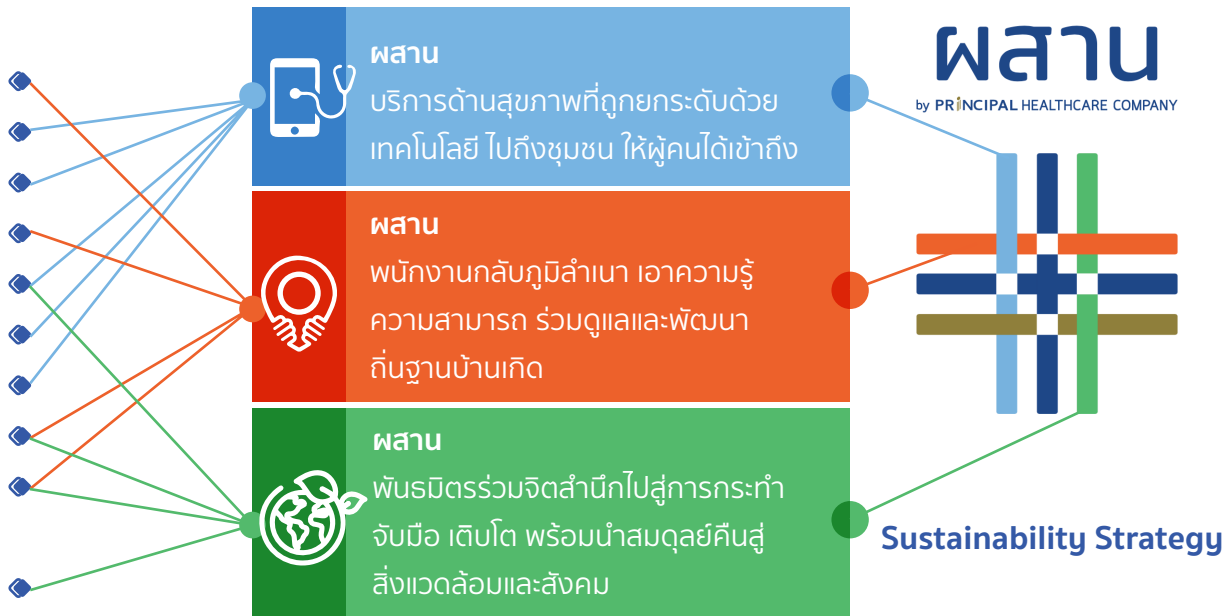 ผสาน
บริการด้านสุขภาพที่ถูกยกระดับด้วย
เทคโนโลยี ไปถึงชุมชน ให้ผู้คนได้เข้าถึง
ผสาน
พนักงานกลับภูมิลำเนา เอาความรู้
ความสามารถ ร่วมดูแลและพัฒนา
ถิ่นฐานบ้านเกิด
ผสาน
พันธมิตรร่วมจิตสำนึกไปสู่การกระทำ
จับมือ เติบโต พร้อมนำสมดุลย์คืนสู่
สิ่งแวดล้อมและสังคม
ผสาน
by PRINCIPAL HEALTHCARE COMPANY
Sustainability Strategy